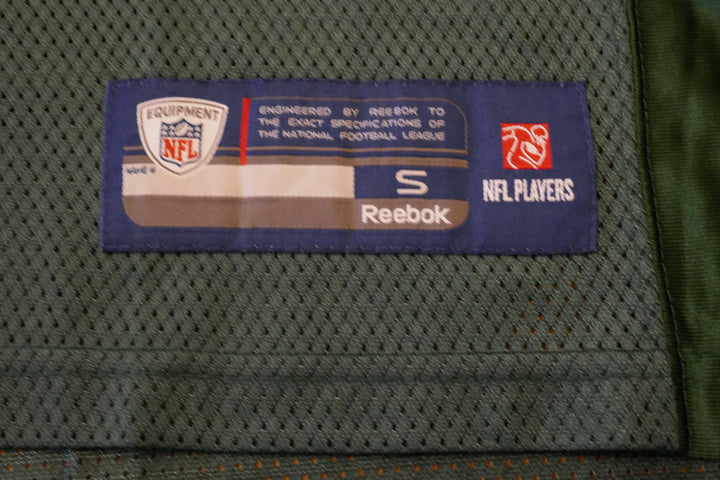 EQUIPMENT
NFL
ENGINEERED BY REEBOK TO
THE EXACT SPECIFICATIONS OF
THE NATIONAL FOOTBALL LEAGUE
S
Reebok
NFL PLAYERS